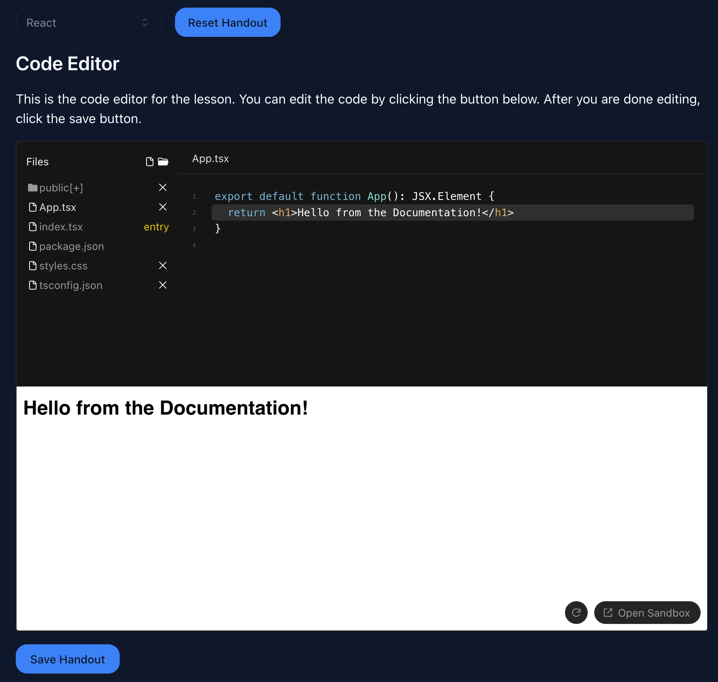 React
Reset Handout
Code Editor
This is the code editor for the lesson. You can edit the code by clicking the button below. After you are done editing,
click the save button.
Files
App.tsx
public[+]
App.tsx
index.tsx entry
package.json
styles.css
tsconfig.json
1 export default function App(): JSX.Element {
2 return <h1>Hello from the Documentation!</h1>
3 }
4
Hello from the Documentation!
Open Sandbox
Save Handout